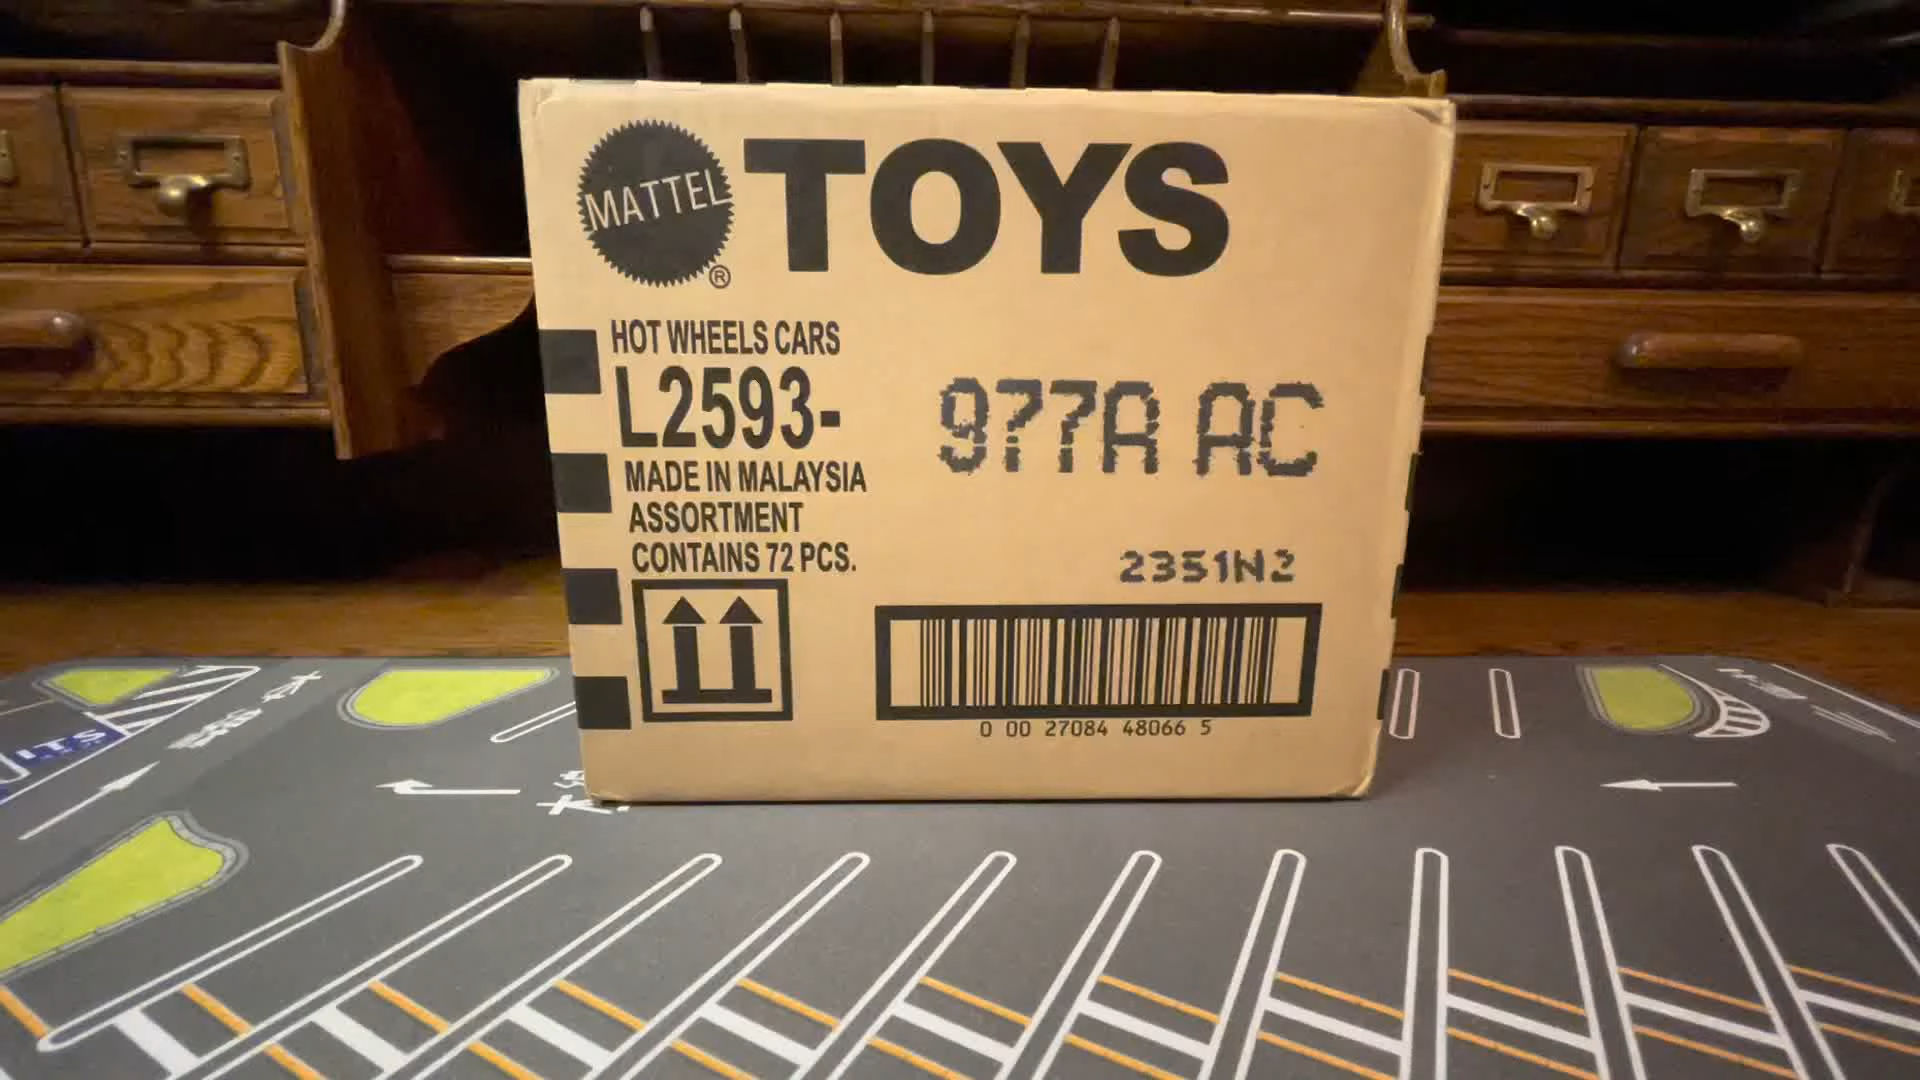 MATTEL® TOYS
HOT WHEELS CARS
L2593-
977A AC
MADE IN MALAYSIA
ASSORTMENT
CONTAINS 72 PCS.
2351N2
0 00 27084 48066 5